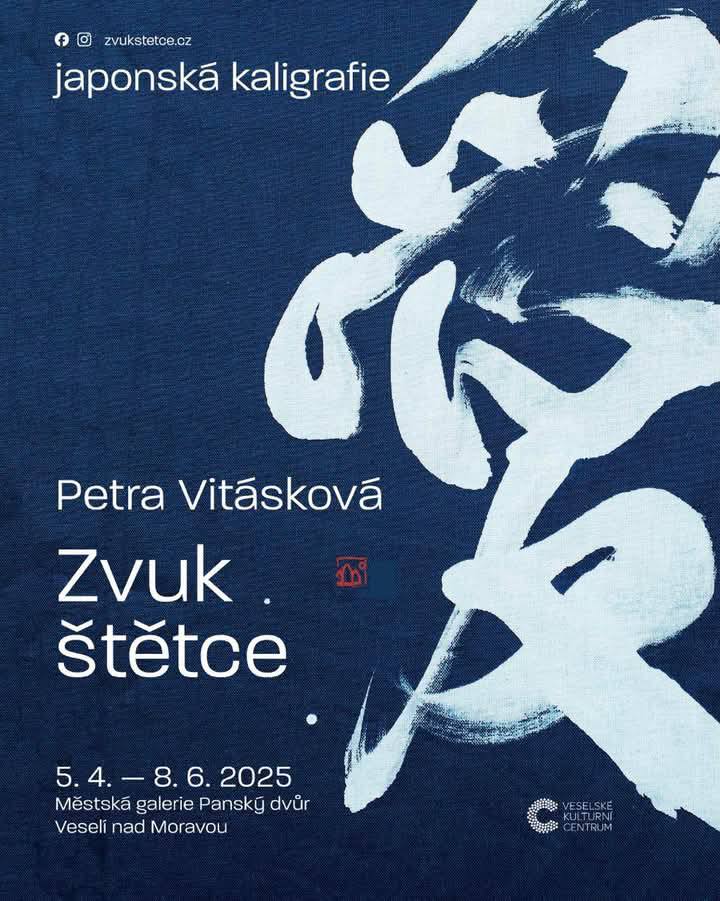 zvukstetce.cz
japonská kaligrafie
Petra Vitásková
Zvuk
štětce
5. 4. — 8. 6. 2025
Městská galerie Panský dvůr
Veselí nad Moravou
VESELSKÉ
KULTURNÍ
CENTRUM